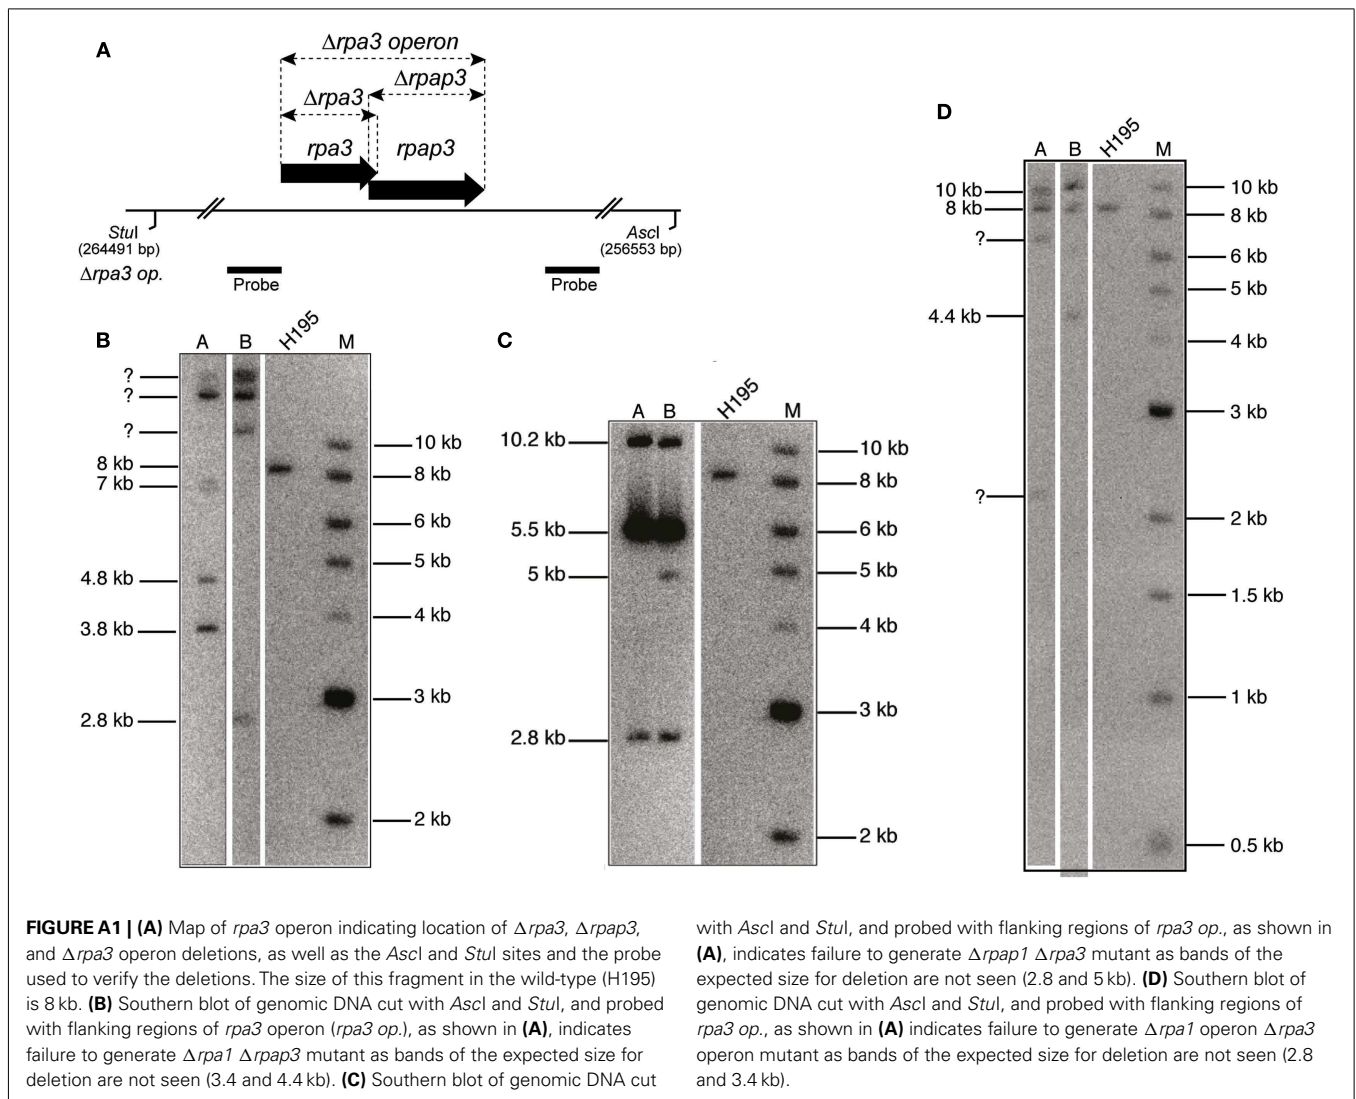 A
Δrpa3 operon
Δrpap3
Δrpa3
rpa3 rpap3
StuI
(264491 bp)
AscI
(256553 bp)
Δrpa3 op.
Probe Probe
B
A B H195 M
?
?
?
8 kb
7 kb
4.8 kb
3.8 kb
2.8 kb
10 kb
8 kb
6 kb
5 kb
4 kb
3 kb
2 kb
C
A B H195 M
10.2 kb
5.5 kb
5 kb
2.8 kb
10 kb
8 kb
6 kb
5 kb
4 kb
3 kb
2 kb
D
A B H195 M
10 kb
8 kb
?
4.4 kb
?
10 kb
8 kb
6 kb
5 kb
4 kb
3 kb
2 kb
1.5 kb
1 kb
0.5 kb
FIGURE A1 | (A) Map of rpa3 operon indicating location of Δrpa3, Δrpap3,
and Δrpa3 operon deletions, as well as the AscI and StuI sites and the probe
used to verify the deletions. The size of this fragment in the wild-type (H195)
is 8 kb. (B) Southern blot of genomic DNA cut with AscI and StuI, and probed
with flanking regions of rpa3 operon (rpa3 op.), as shown in (A), indicates
failure to generate Δrpa1 Δrpap3 mutant as bands of the expected size for
deletion are not seen (3.4 and 4.4 kb). (C) Southern blot of genomic DNA cut
with AscI and StuI, and probed with flanking regions of rpa3 op., as shown in
(A), indicates failure to generate Δrpap1 Δrpa3 mutant as bands of the
expected size for deletion are not seen (2.8 and 5 kb). (D) Southern blot of
genomic DNA cut with AscI and StuI, and probed with flanking regions of
rpa3 op., as shown in (A) indicates failure to generate Δrpa1 operon Δrpa3
operon mutant as bands of the expected size for deletion are not seen (2.8
and 3.4 kb).